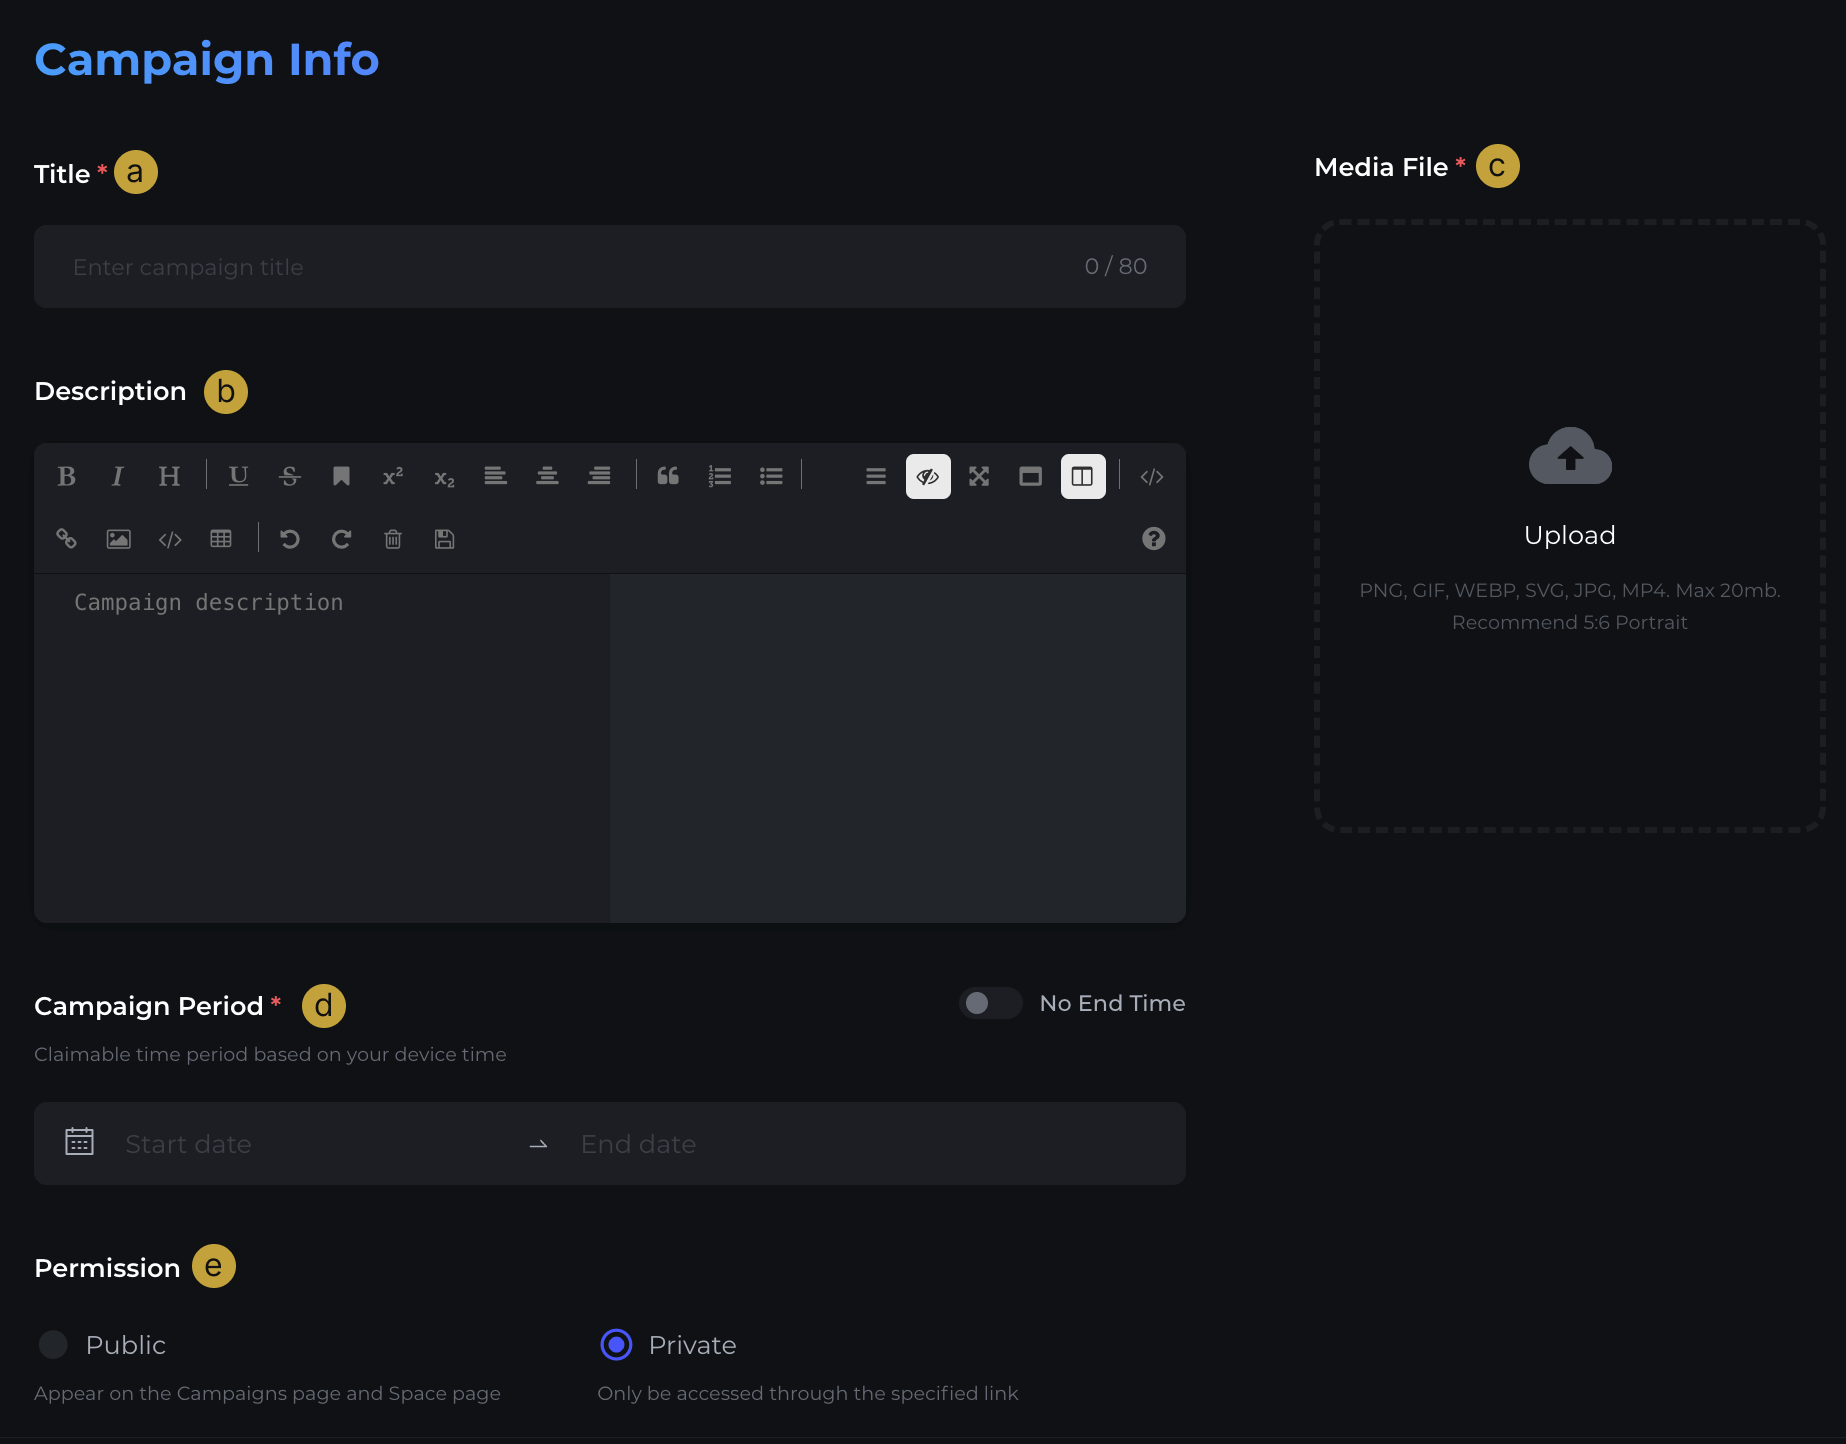 Campaign Info
Title * a
Enter campaign title 0 / 80
Description b
B I H U S x² x₂
</>
</>
?
Campaign description
Media File * c
Upload
PNG, GIF, WEBP, SVG, JPG, MP4. Max 20mb.
Recommend 5:6 Portrait
Campaign Period * d
No End Time
Claimable time period based on your device time
Start date → End date
Permission e
Public
Appear on the Campaigns page and Space page
Private
Only be accessed through the specified link